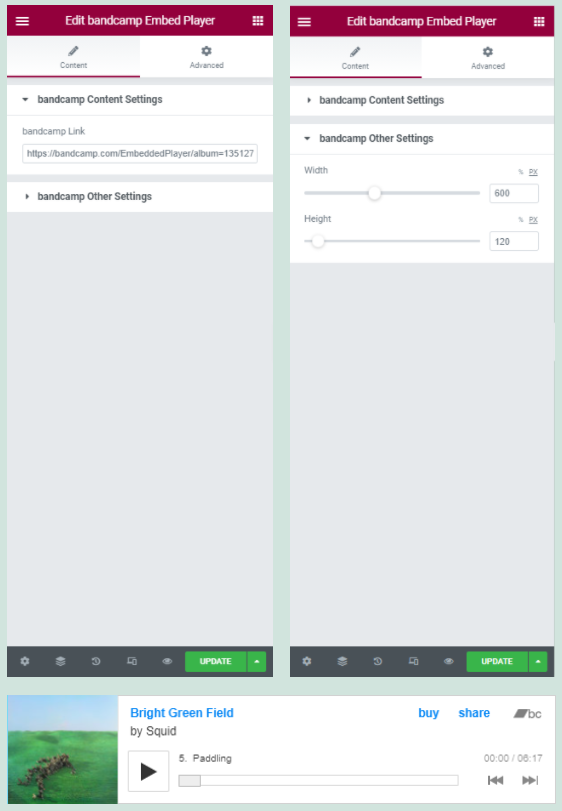 Edit bandcamp Embed Player
Content
Advanced
bandcamp Content Settings
bandcamp Link
https://bandcamp.com/EmbeddedPlayer/album=135127
bandcamp Other Settings
UPDATE
Edit bandcamp Embed Player
Content
Advanced
bandcamp Content Settings
bandcamp Other Settings
Width % PX
600
Height % PX
120
UPDATE
Bright Green Field buy share bc
by Squid
5. Paddling 00:00 / 06:17